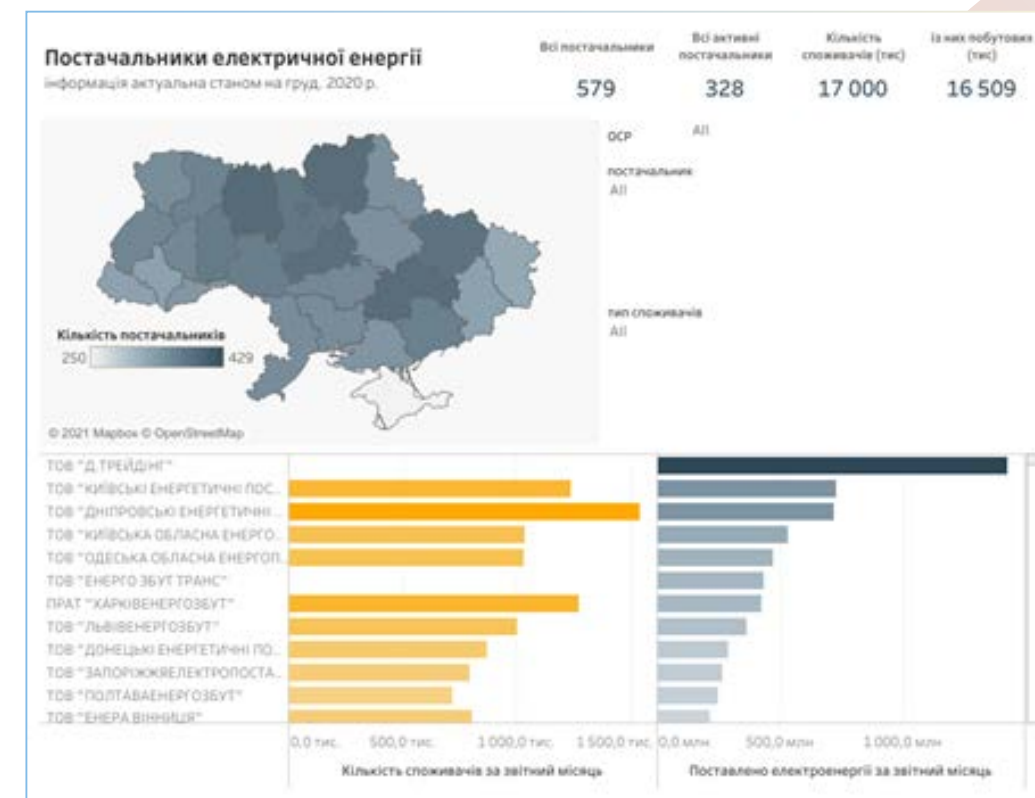 Постачальники електричної енергії
інформація актуальна станом на груд. 2020 р.
Всі постачальники
579
Всі активні
постачальники
328
Кількість
споживачів (тис)
17 000
із них побутових
(тис)
16 509
ОСР
All
постачальник
All
тип споживачів
All
Кількість постачальників
250
429
© 2021 Mapbox © OpenStreetMap
ТОВ "Д.ТРЕЙДІНГ"
ТОВ "КИЇВСЬКІ ЕНЕРГЕТИЧНІ ПОС..
ТОВ "ДНІПРОВСЬКІ ЕНЕРГЕТИЧНІ ..
ТОВ "КИЇВСЬКА ОБЛАСНА ЕНЕРГО..
ТОВ "ОДЕСЬКА ОБЛАСНА ЕНЕРГОП..
ТОВ "ЕНЕРГО ЗБУТ ТРАНС"
ПРАТ "ХАРКІВЕНЕРГОЗБУТ"
ТОВ "ЛЬВІВЕНЕРГОЗБУТ"
ТОВ "ДОНЕЦЬКІ ЕНЕРГЕТИЧНІ ПО..
ТОВ "ЗАПОРІЖЖЯЕЛЕКТРОПОСТА..
ТОВ "ПОЛТАВАЕНЕРГОЗБУТ"
ТОВ "ЕНЕРА ВІННИЦЯ"
0,0 тис. 500,0 тис. 1 000,0 тис. 1 500,0 тис.
0,0 млн 500,0 млн 1 000,0 млн
Кількість споживачів за звітний місяць
Поставлено електроенергії за звітний місяць